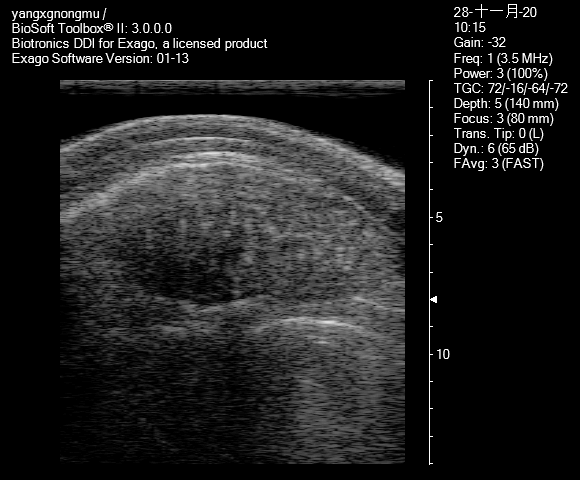 yangxgnongmu /
BioSoft Toolbox® II: 3.0.0.0
Biotronics DDI for Exago, a licensed product
Exago Software Version: 01-13
28-十一月-20
10:15
Gain: -32
Freq: 1 (3.5 MHz)
Power: 3 (100%)
TGC: 72/-16/-64/-72
Depth: 5 (140 mm)
Focus: 3 (80 mm)
Trans. Tip: 0 (L)
Dyn.: 6 (65 dB)
FAvg: 3 (FAST)
5
10